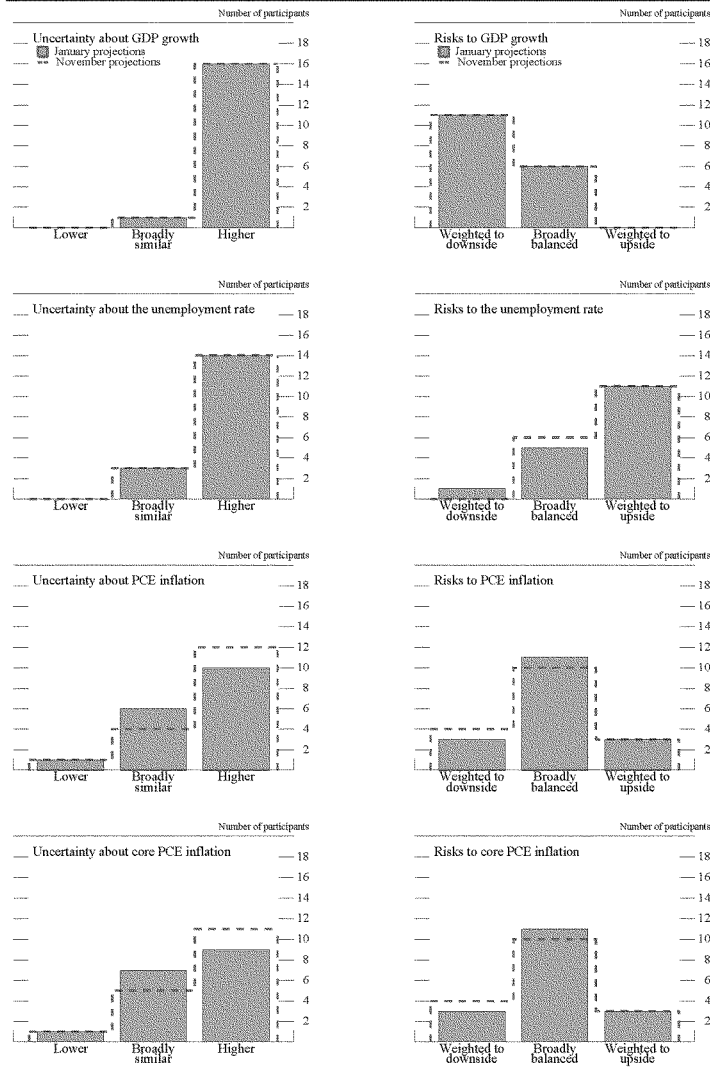 Number of participants
Uncertainty about GDP growth
January projections
November projections
18
16
14
12
10
8
6
4
2
Lower
Broadly
similar
Higher
Number of participants
Risks to GDP growth
January projections
November projections
18
16
14
12
10
8
6
4
2
Weighted to
downside
Broadly
balanced
Weighted to
upside
Number of participants
Uncertainty about the unemployment rate
18
16
14
12
10
8
6
4
2
Lower
Broadly
similar
Higher
Number of participants
Risks to the unemployment rate
18
16
14
12
10
8
6
4
2
Weighted to
downside
Broadly
balanced
Weighted to
upside
Number of participants
Uncertainty about PCE inflation
18
16
14
12
10
8
6
4
2
Lower
Broadly
similar
Higher
Number of participants
Risks to PCE inflation
18
16
14
12
10
8
6
4
2
Weighted to
downside
Broadly
balanced
Weighted to
upside
Number of participants
Uncertainty about core PCE inflation
18
16
14
12
10
8
6
4
2
Lower
Broadly
similar
Higher
Number of participants
Risks to core PCE inflation
18
16
14
12
10
8
6
4
2
Weighted to
downside
Broadly
balanced
Weighted to
upside